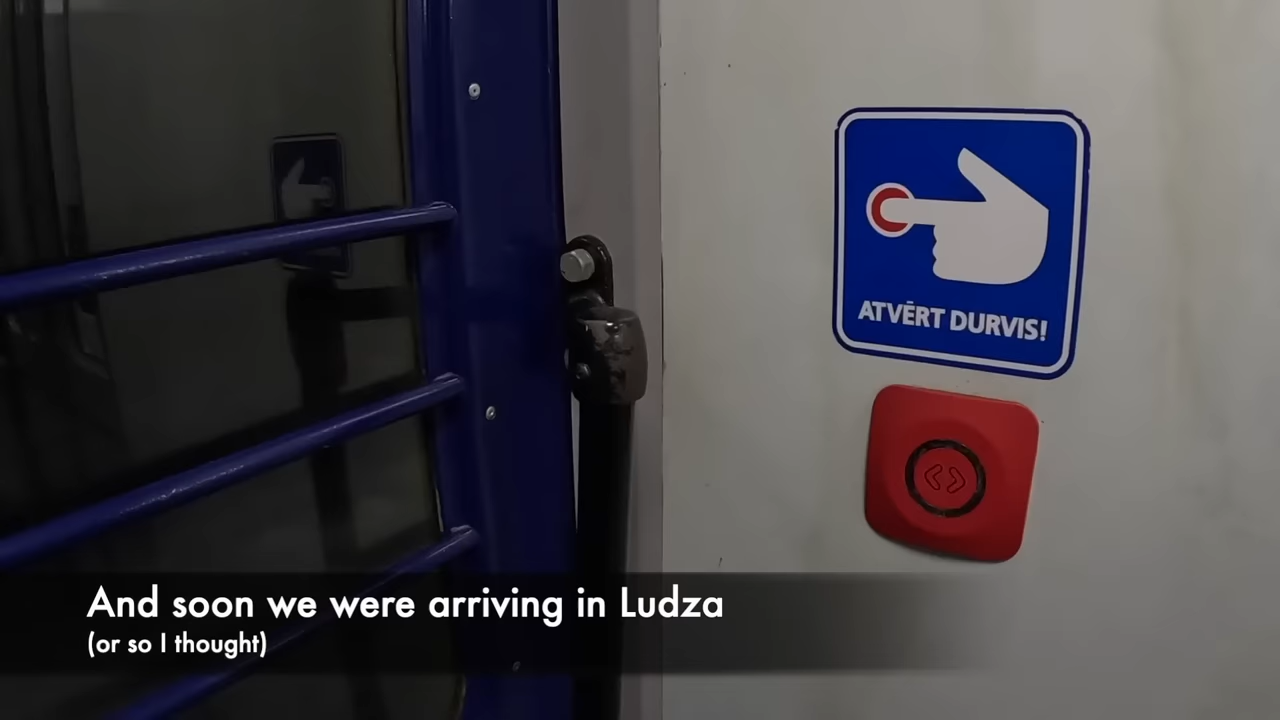 ATVĒRT DURVIS!
And soon we were arriving in Ludza
(or so I thought)